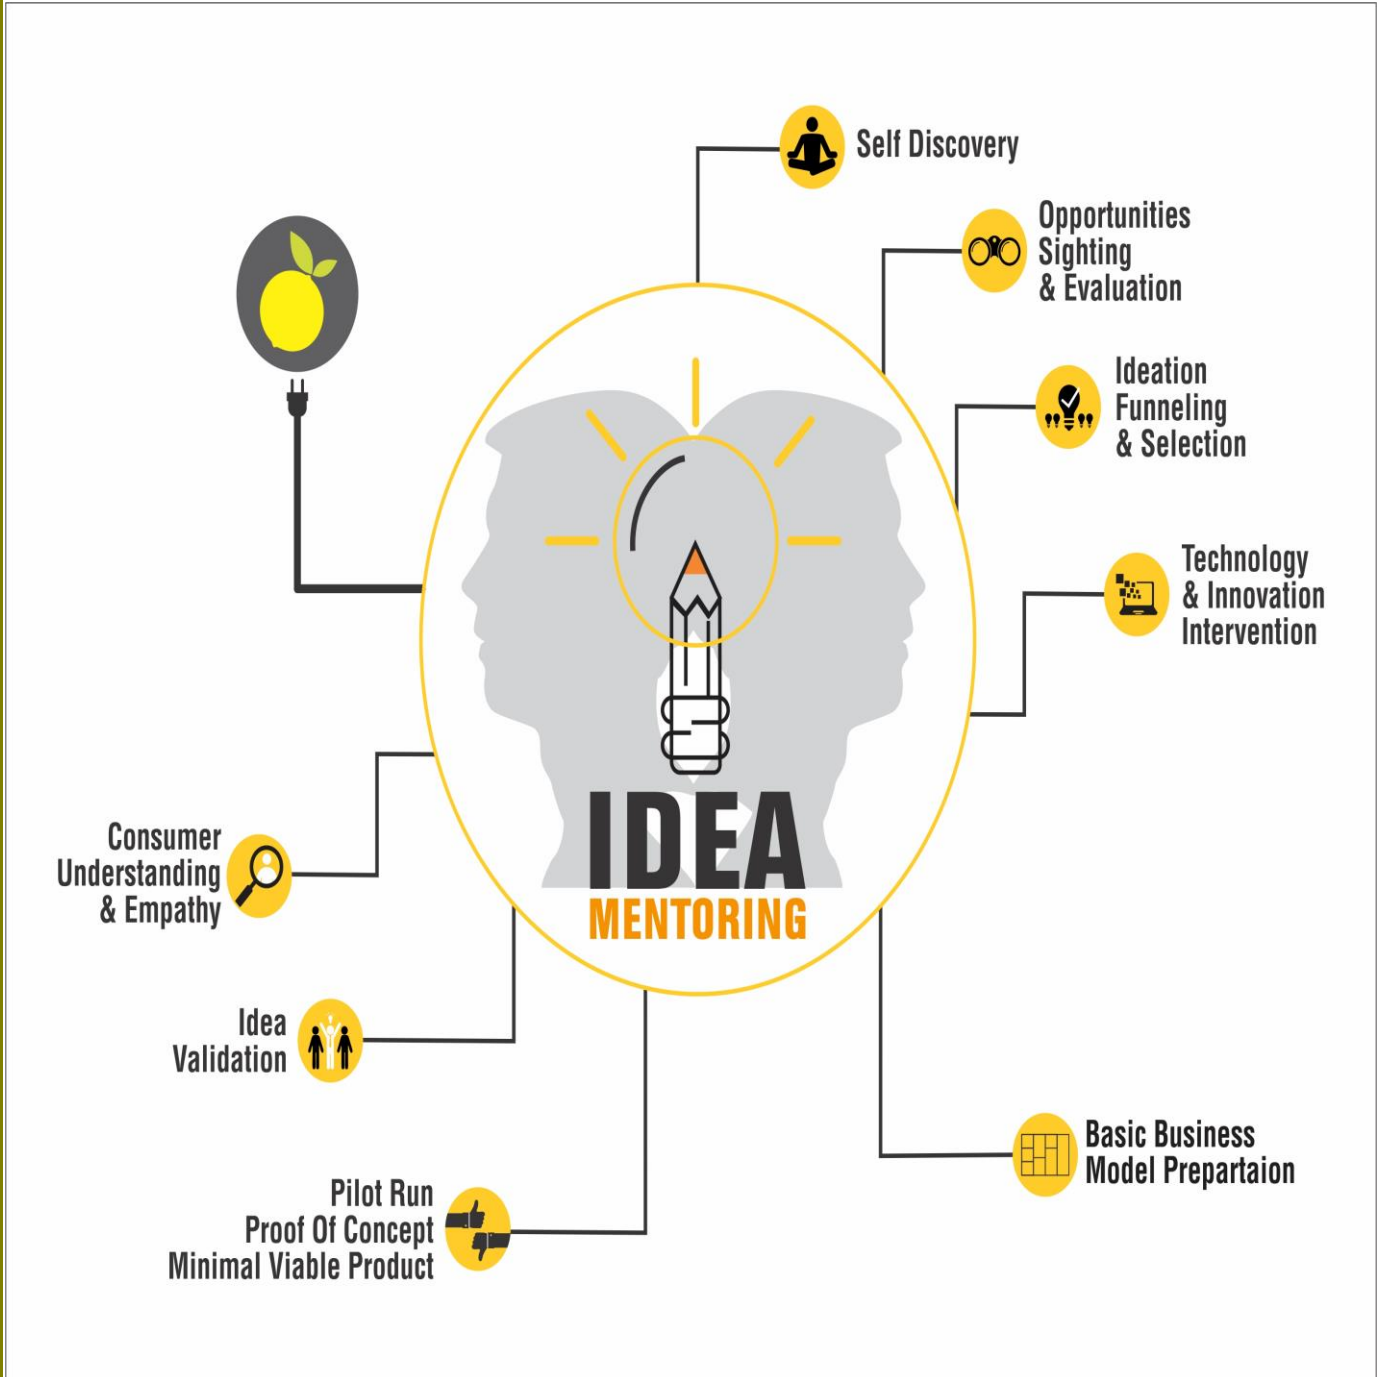 Self Discovery
Opportunities
Sighting
& Evaluation
Ideation
Funneling
& Selection
Technology
& Innovation
Intervention
IDEA
MENTORING
Consumer
Understanding
& Empathy
Idea
Validation
Pilot Run
Proof Of Concept
Minimal Viable Product
Basic Business
Model Prepartaion